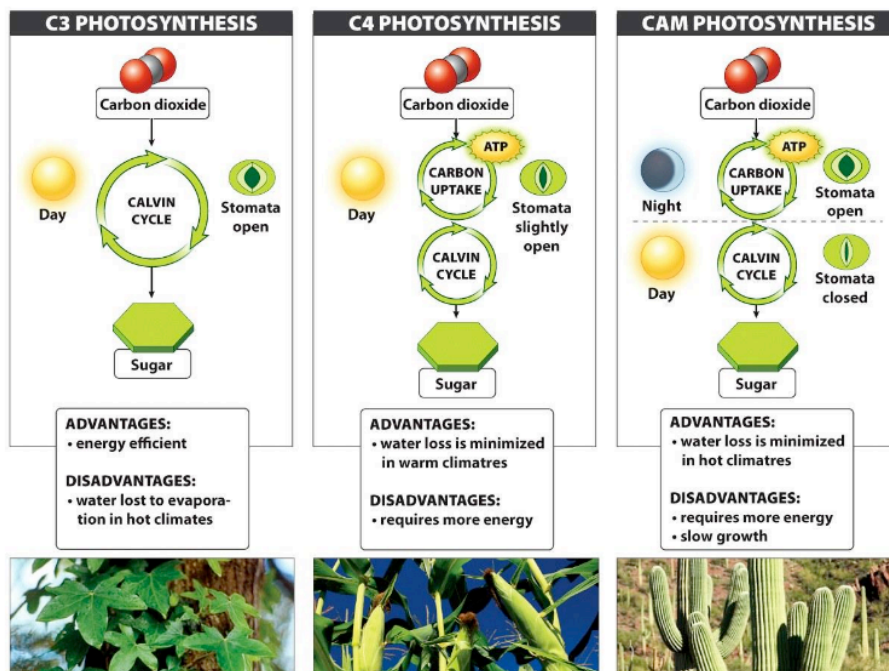 C3 PHOTOSYNTHESIS
Carbon dioxide
Day
CALVIN
CYCLE
Stomata
open
Sugar
ADVANTAGES:
• energy efficient
DISADVANTAGES:
• water lost to evapora-
tion in hot climates
C4 PHOTOSYNTHESIS
Carbon dioxide
ATP
CARBON
UPTAKE
Day
Stomata
slightly
open
CALVIN
CYCLE
Sugar
ADVANTAGES:
• water loss is minimized
in warm climatres
DISADVANTAGES:
• requires more energy
CAM PHOTOSYNTHESIS
Carbon dioxide
ATP
CARBON
UPTAKE
Night
Stomata
open
CALVIN
CYCLE
Day
Stomata
closed
Sugar
ADVANTAGES:
• water loss is minimized
in hot climatres
DISADVANTAGES:
• requires more energy
• slow growth